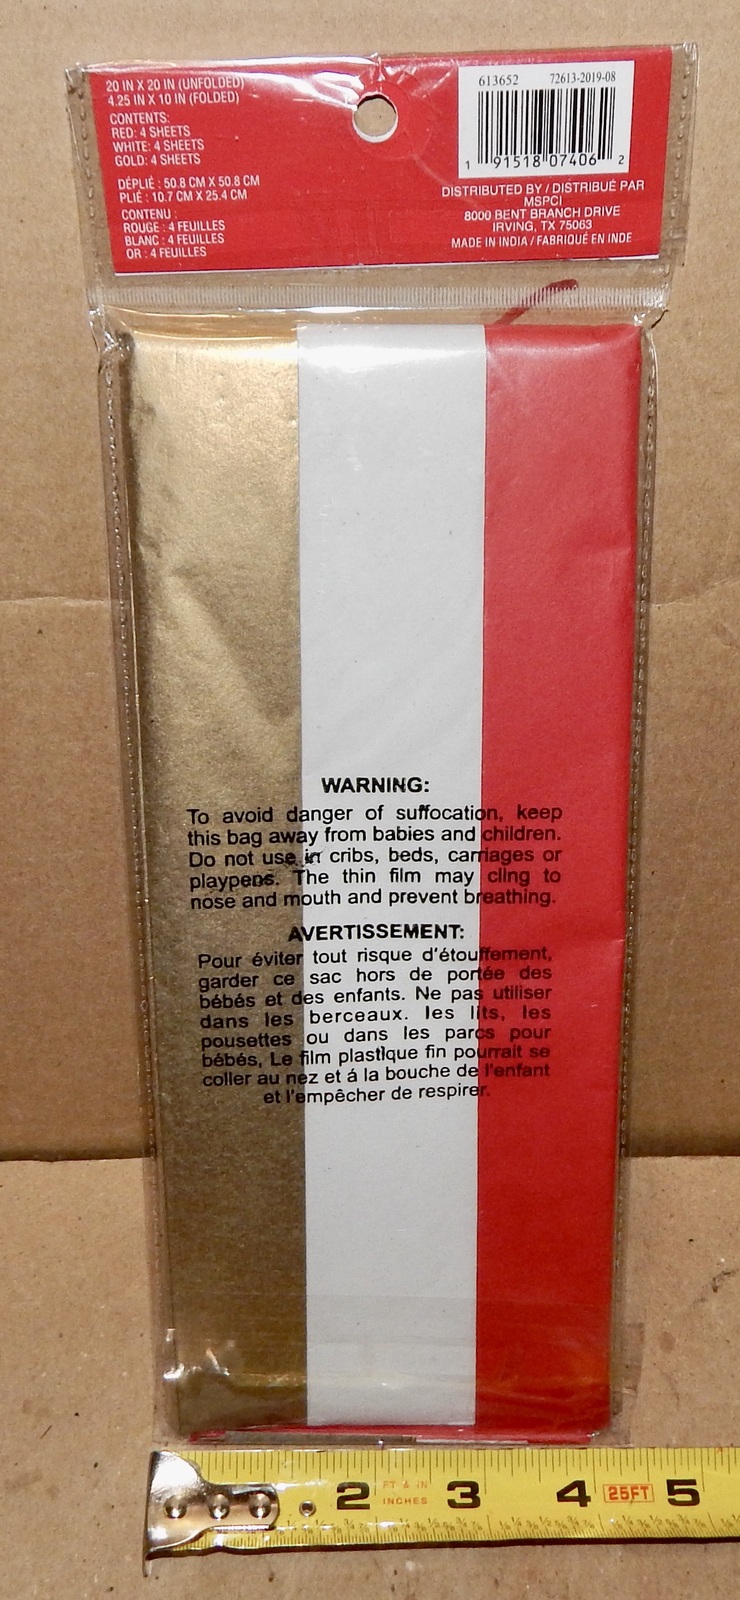 20 IN X 20 IN (UNFOLDED)
4.25 IN X 10 IN (FOLDED)
CONTENTS:
RED: 4 SHEETS
WHITE: 4 SHEETS
GOLD: 4 SHEETS
DÉPLIÉ : 50.8 CM X 50.8 CM
PLIÉ : 10.7 CM X 25.4 CM
CONTENU :
ROUGE : 4 FEUILLES
BLANC : 4 FEUILLES
OR : 4 FEUILLES
613652 72613-2019-08
1 91518 07406 2
DISTRIBUTED BY / DISTRIBUÉ PAR
MSPCI
8000 BENT BRANCH DRIVE
IRVING, TX 75063
MADE IN INDIA / FABRIQUÉ EN INDE
WARNING:
To avoid danger of suffocation, keep
this bag away from babies and children.
Do not use in cribs, beds, carriages or
playpens. The thin film may cling to
nose and mouth and prevent breathing.
AVERTISSEMENT:
Pour éviter tout risque d'étouffement,
garder ce sac hors de portée des
bébés et des enfants. Ne pas utiliser
dans les berceaux. les lits, les
pousettes ou dans les parcs pour
bébés, Le film plastique fin pourrait se
coller au nez et á la bouche de l'enfant
et l'empêcher de respirer.
2 FT & IN 3 4 25FT 5
INCHES